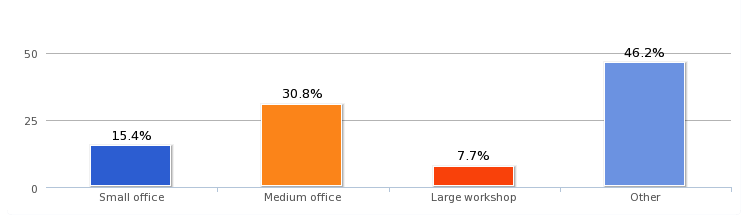 50
46.2%
30.8%
25
15.4%
7.7%
0
Small office
Medium office
Large workshop
Other